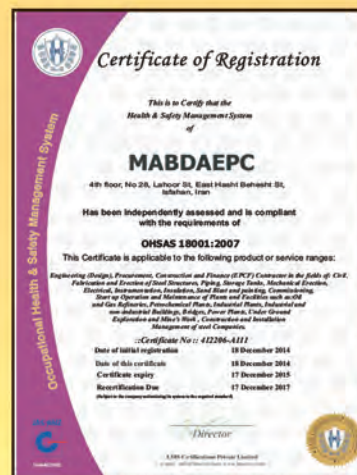 Certificate of Registration
This is to Certify that the
Health & Safety Management System
of
MABDAEPC
4th floor, No 28, Lahoor St, East Hasht Behesht St,
Isfahan, Iran
Has been independently assessed and is compliant
with the requirements of
OHSAS 18001:2007
This Certificate is applicable to the following product or service ranges:
Engineering (Design), Procurement, Construction and Finance (EPCF) Contractor in the fields of: Civil,
Fabrication and Erection of Steel Structures, Piping, Storage Tanks, Mechanical Erection,
Electrical, Instrumentation, Insulation, Sand Blast and painting, Commissioning,
Start up Operation and Maintenance of Plants and Facilities such as:Oil
and Gas Refineries, Petrochemical Plants, Industrial Plants, Industrial and
non-industrial Buildings, Bridges, Power Plants, Under Ground
Exploration and Mine's Work, Construction and Installation
Management of steel Companies.
::Certificate No :: 412206-A111
Date of initial registration 18 December 2014
Date of this certificate 18 December 2014
Certificate expiry 17 December 2015
Recertification Due 17 December 2017
Director
Occupational Health & Safety Management System